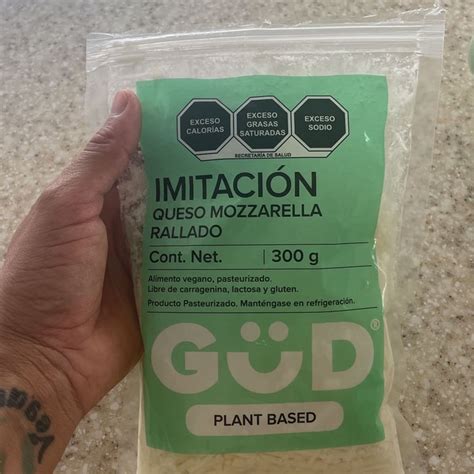 EXCESO
CALORÍAS
EXCESO
GRASAS
SATURADAS
EXCESO
SODIO
SECRETARÍA DE SALUD
IMITACIÓN
QUESO MOZZARELLA
RALLADO
Cont. Net. 300 g
Alimento vegano, pasteurizado.
Libre de carragenina, lactosa y gluten.
Producto Pasteurizado. Manténgase en refrigeración.
GÜD®
PLANT BASED
Vegan